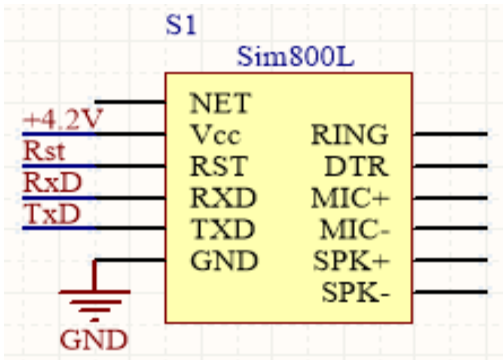 S1
Sim800L
NET
+4.2V Vcc RING
Rst RST DTR
RxD RXD MIC+
TxD TXD MIC-
GND SPK+
SPK-
GND